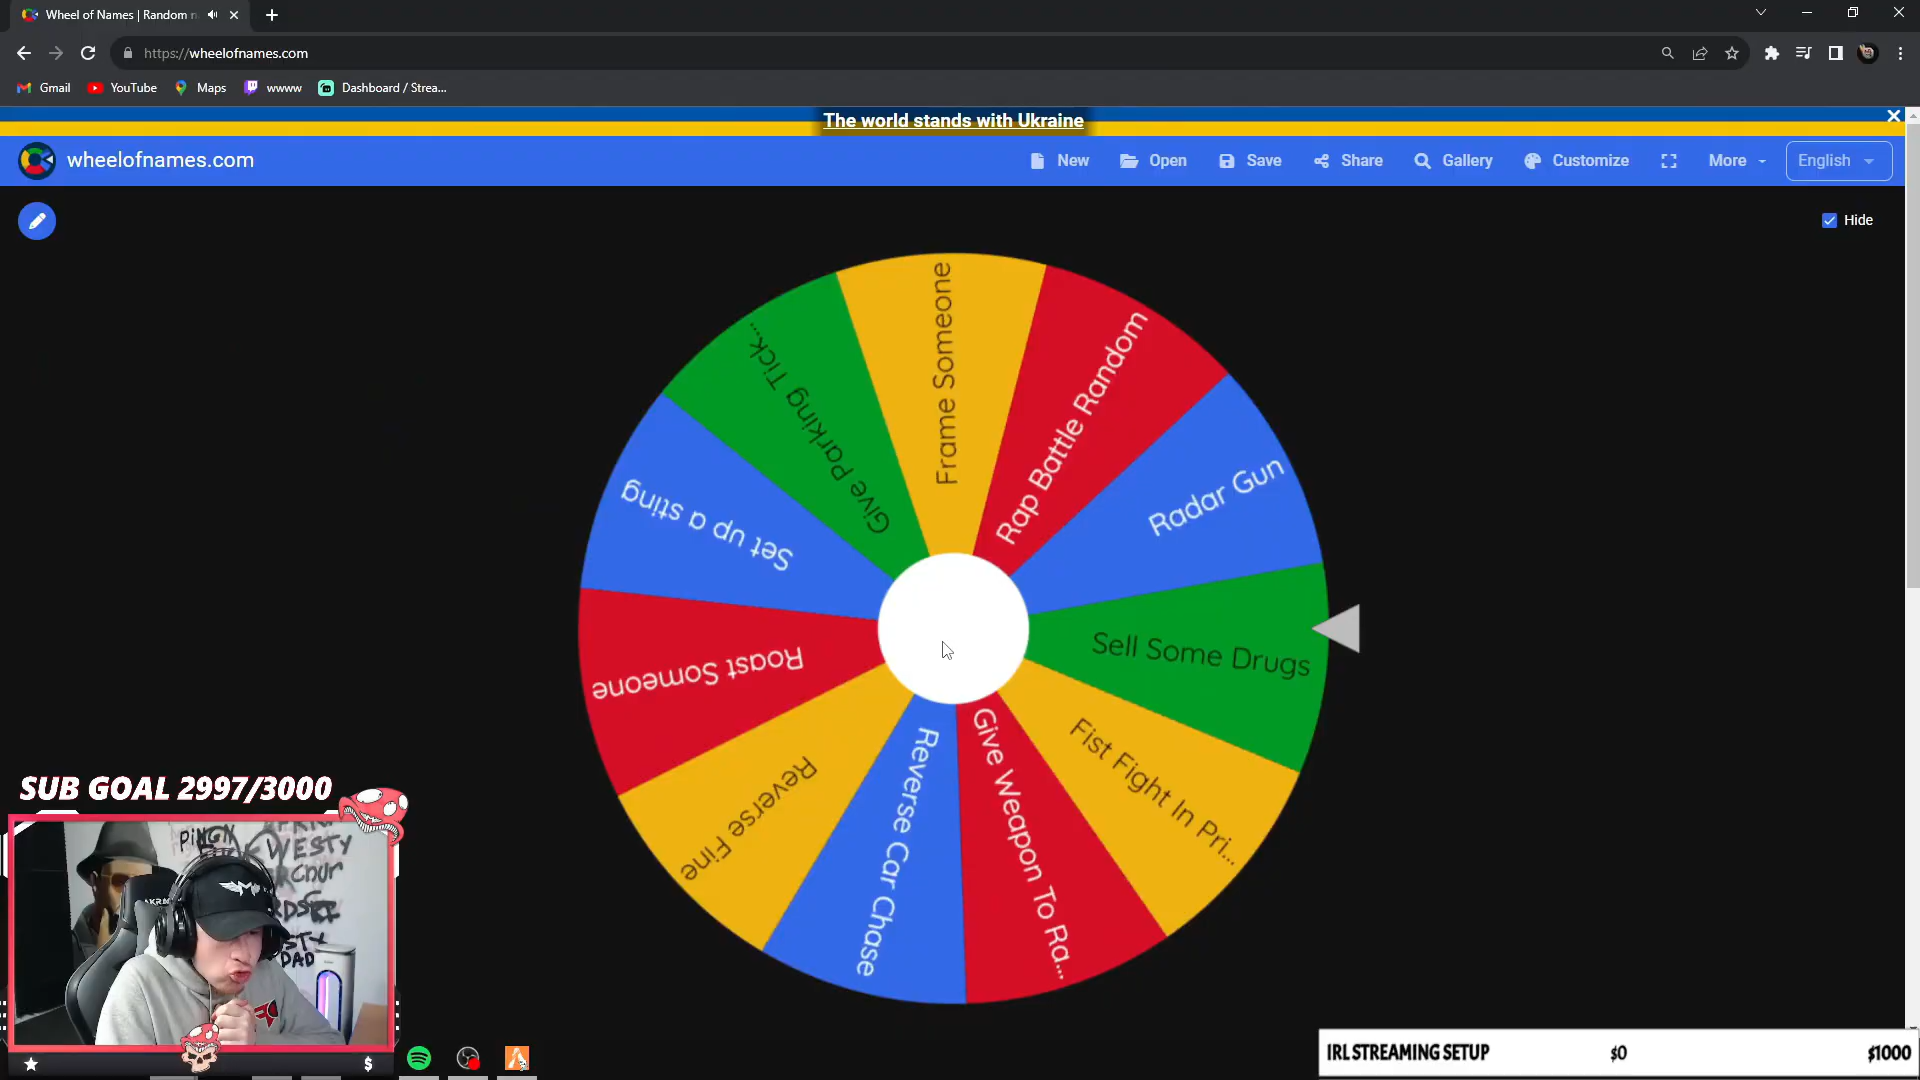 Wheel of Names | Random n
https://wheelofnames.com
Gmail
YouTube
Maps
wwww
Dashboard / Strea...
The world stands with Ukraine
wheelofnames.com
New
Open
Save
Share
Gallery
Customize
More
English
Hide
Frame Someone
Rap Battle Random
Radar Gun
Sell Some Drugs
Fist Fight In Pri...
Give Weapon To Ra...
Reverse Car Chase
Reverse Fine
Roast Someone
Set up a sting
Give Parking Tick...
SUB GOAL 2997/3000
PiNGN
WESTY
DAD
$
IRL STREAMING SETUP
$0
$1000